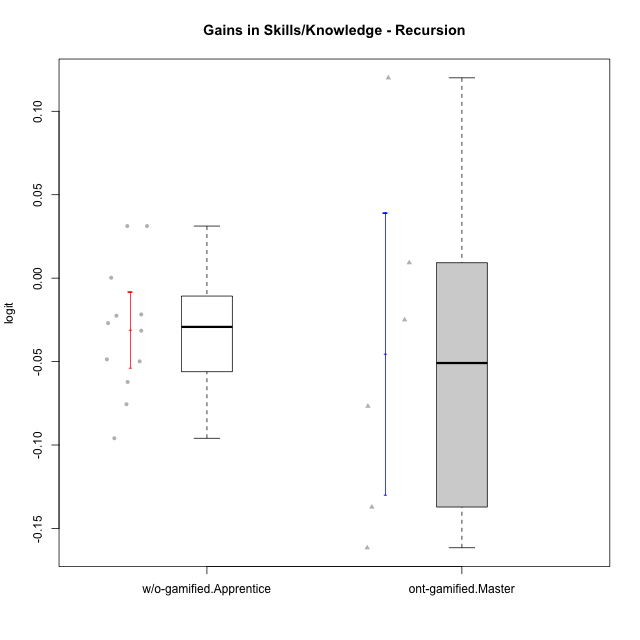 Gains in Skills/Knowledge - Recursion
logit
0.10
0.05
0.00
-0.05
-0.10
-0.15
w/o-gamified.Apprentice
ont-gamified.Master